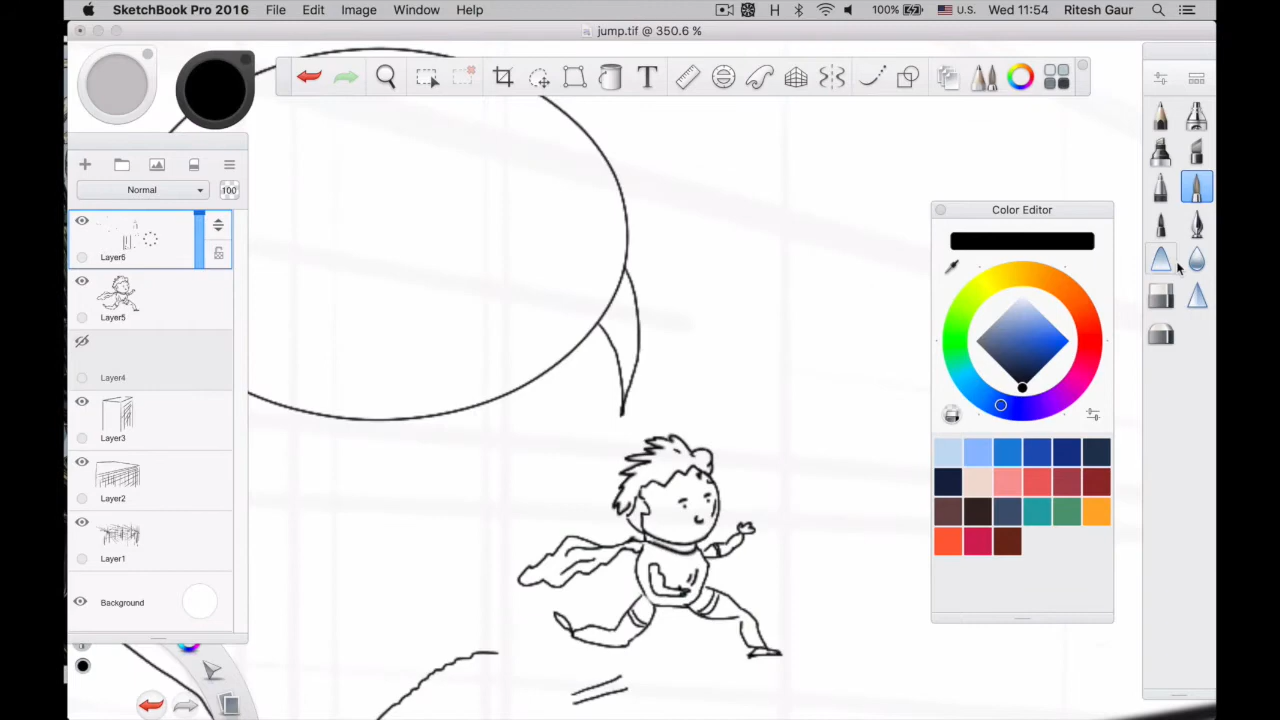 SketchBook Pro 2016 File Edit Image Window Help H 100% U.S. Wed 11:54 Ritesh Gaur
jump.tif @ 350.6 %
T
Normal 100
Layer6
Layer5
Layer4
Layer3
Layer2
Layer1
Background
Color Editor